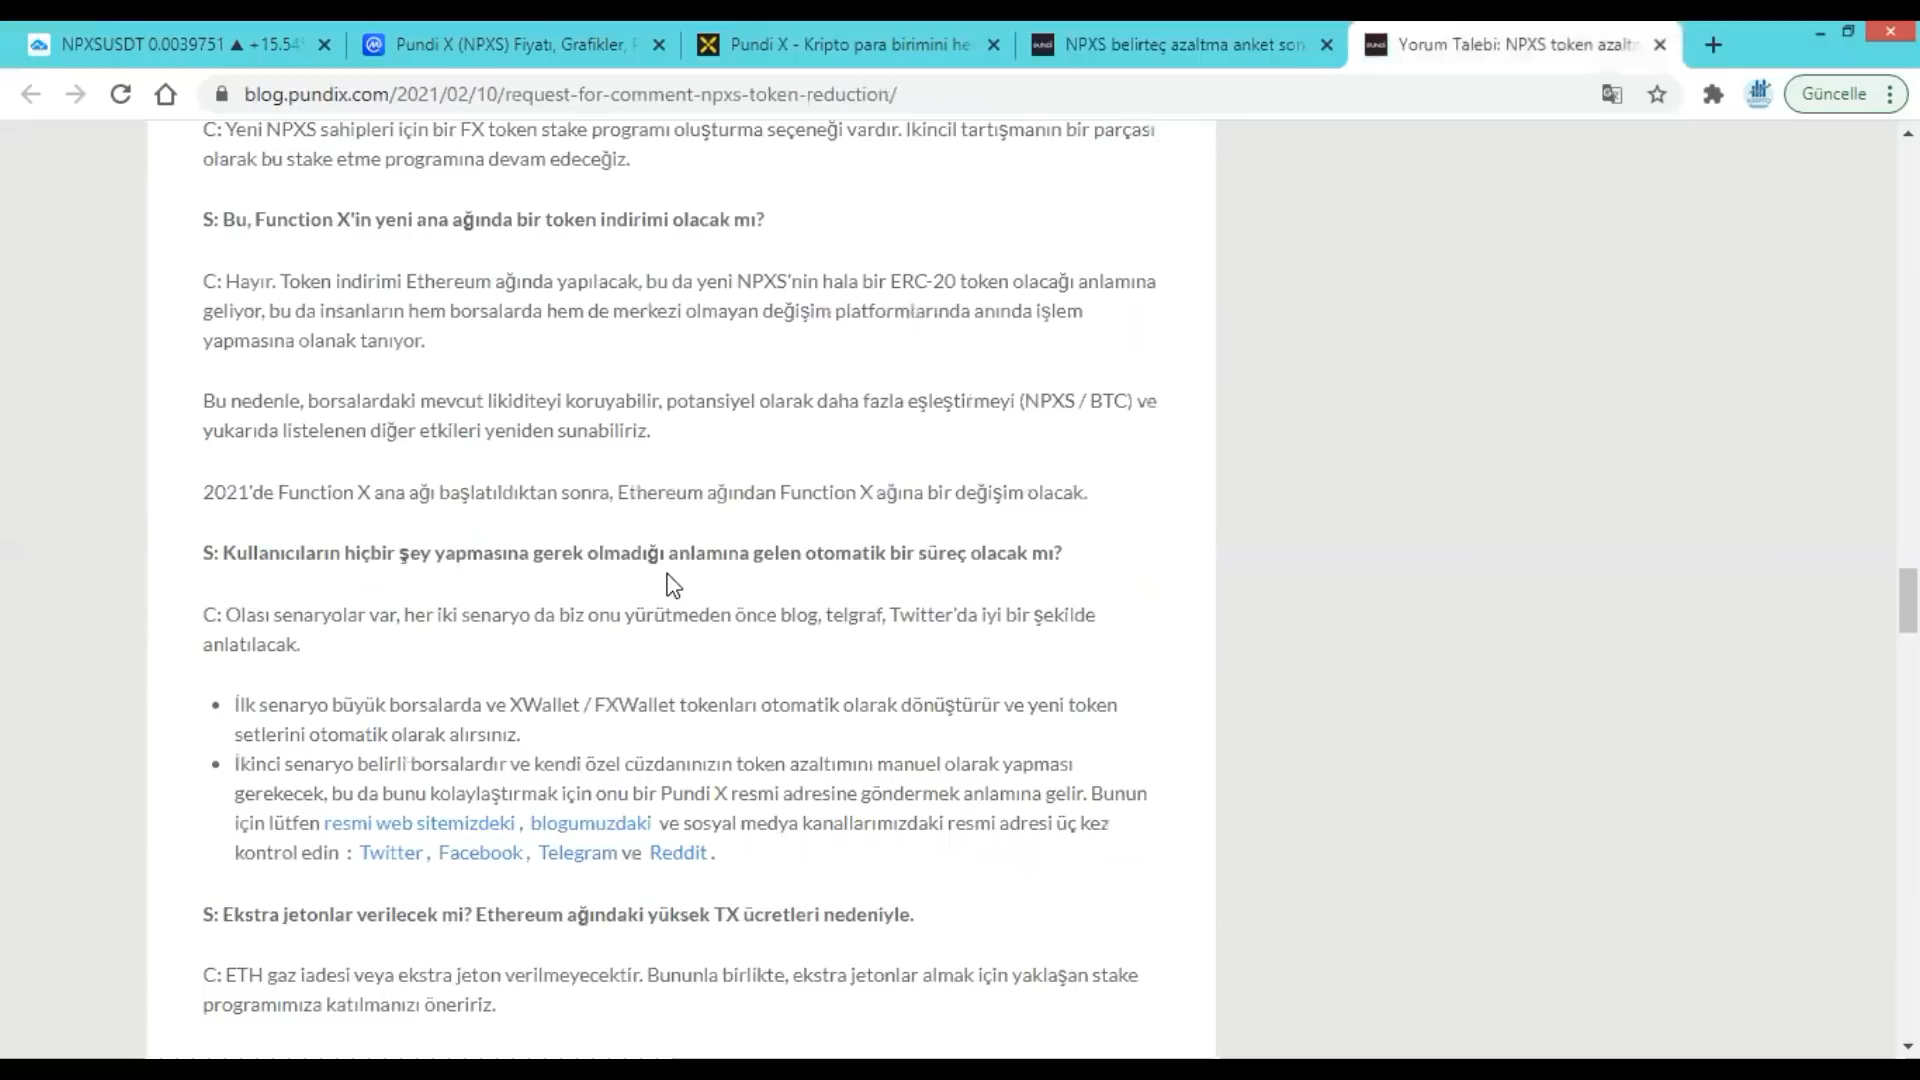 NPXSUSDT 0.0039751 ▲ +15.54%
Pundi X (NPXS) Fiyatı, Grafikler,
Pundi X - Kripto para birimini he
NPXS belirteç azaltma anket son
Yorum Talebi: NPXS token azalt
blog.pundix.com/2021/02/10/request-for-comment-npxs-token-reduction/
Güncelle
C: Yeni NPXS sahipleri için bir FX token stake programı oluşturma seçeneği vardır. İkincil tartışmanın bir parçası
olarak bu stake etme programına devam edeceğiz.
S: Bu, Function X'in yeni ana ağında bir token indirimi olacak mı?
C: Hayır. Token indirimi Ethereum ağında yapılacak, bu da yeni NPXS'nin hala bir ERC-20 token olacağı anlamına
geliyor, bu da insanların hem borsalarda hem de merkezi olmayan değişim platformlarında anında işlem
yapmasına olanak tanıyor.
Bu nedenle, borsalardaki mevcut likiditeyi koruyabilir, potansiyel olarak daha fazla eşleştirmeyi (NPXS / BTC) ve
yukarıda listelenen diğer etkileri yeniden sunabiliriz.
2021'de Function X ana ağı başlatıldıktan sonra, Ethereum ağından Function X ağına bir değişim olacak.
S: Kullanıcıların hiçbir şey yapmasına gerek olmadığı anlamına gelen otomatik bir süreç olacak mı?
C: Olası senaryolar var, her iki senaryo da biz onu yürütmeden önce blog, telgraf, Twitter'da iyi bir şekilde
anlatılacak.
• İlk senaryo büyük borsalarda ve XWallet / FXWallet tokenları otomatik olarak dönüştürür ve yeni token
setlerini otomatik olarak alırsınız.
• İkinci senaryo belirli borsalardır ve kendi özel cüzdanınızın token azaltımını manuel olarak yapması
gerekecek, bu da bunu kolaylaştırmak için onu bir Pundi X resmi adresine göndermek anlamına gelir. Bunun
için lütfen resmi web sitemizdeki , blogumuzdaki ve sosyal medya kanallarımızdaki resmi adresi üç kez
kontrol edin : Twitter , Facebook , Telegram ve Reddit .
S: Ekstra jetonlar verilecek mi? Ethereum ağındaki yüksek TX ücretleri nedeniyle.
C: ETH gaz iadesi veya ekstra jeton verilmeyecektir. Bununla birlikte, ekstra jetonlar almak için yaklaşan stake
programımıza katılmanızı öneririz.